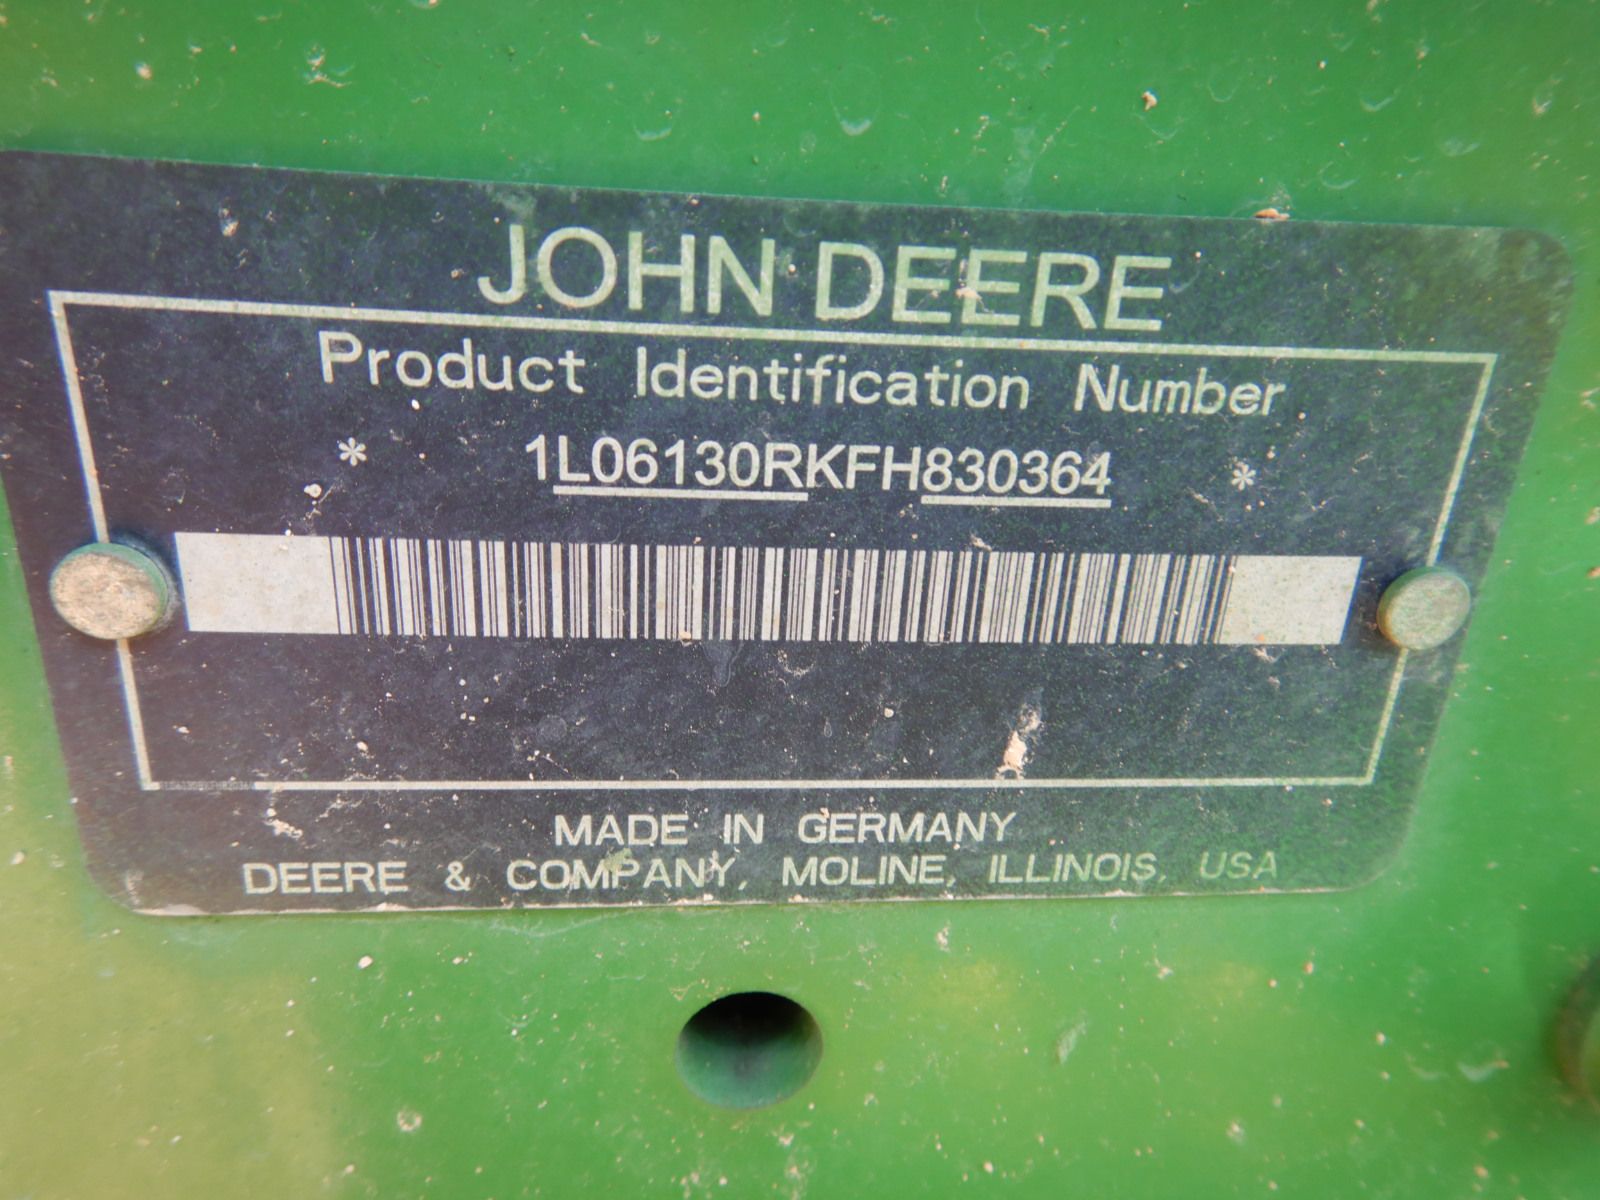 JOHN DEERE
Product Identification Number
* 1L06130RKFH830364 *
MADE IN GERMANY
DEERE & COMPANY, MOLINE, ILLINOIS, USA